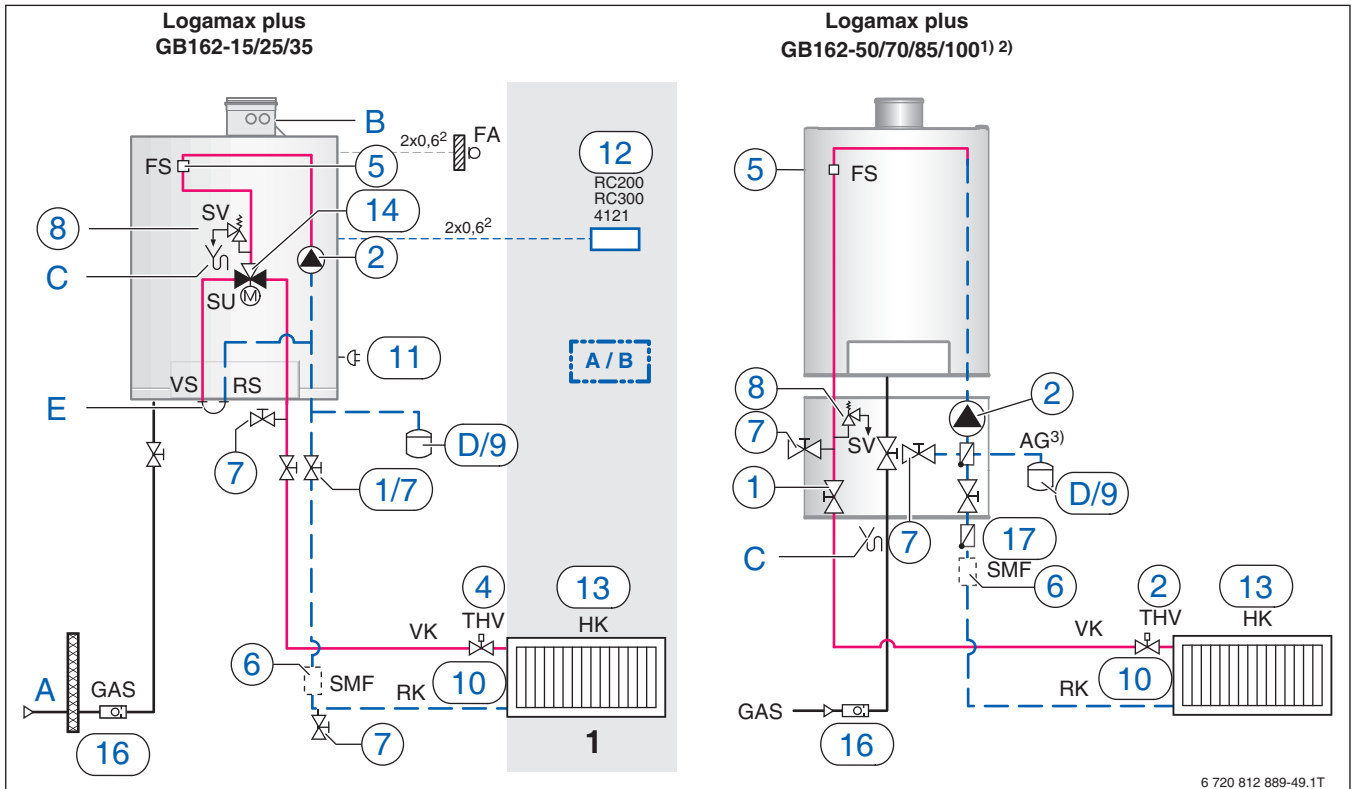 Logamax plus
GB162-15/25/35
Logamax plus
GB162-50/70/85/100¹⁾ ²⁾
B
2x0,6²
FA
12
RC200
RC300
4121
FS
5
14
SV
8
C
2x0,6²
2
SU
M
11
A / B
VS
RS
E
7
D/9
1/7
4
THV
13
HK
VK
6
SMF
10
RK
A
GAS
16
7
1
5
FS
8
2
7
SV
AG³⁾
D/9
1
C
7
17
SMF
6
2
THV
13
HK
VK
10
RK
GAS
16
6 720 812 889-49.1T